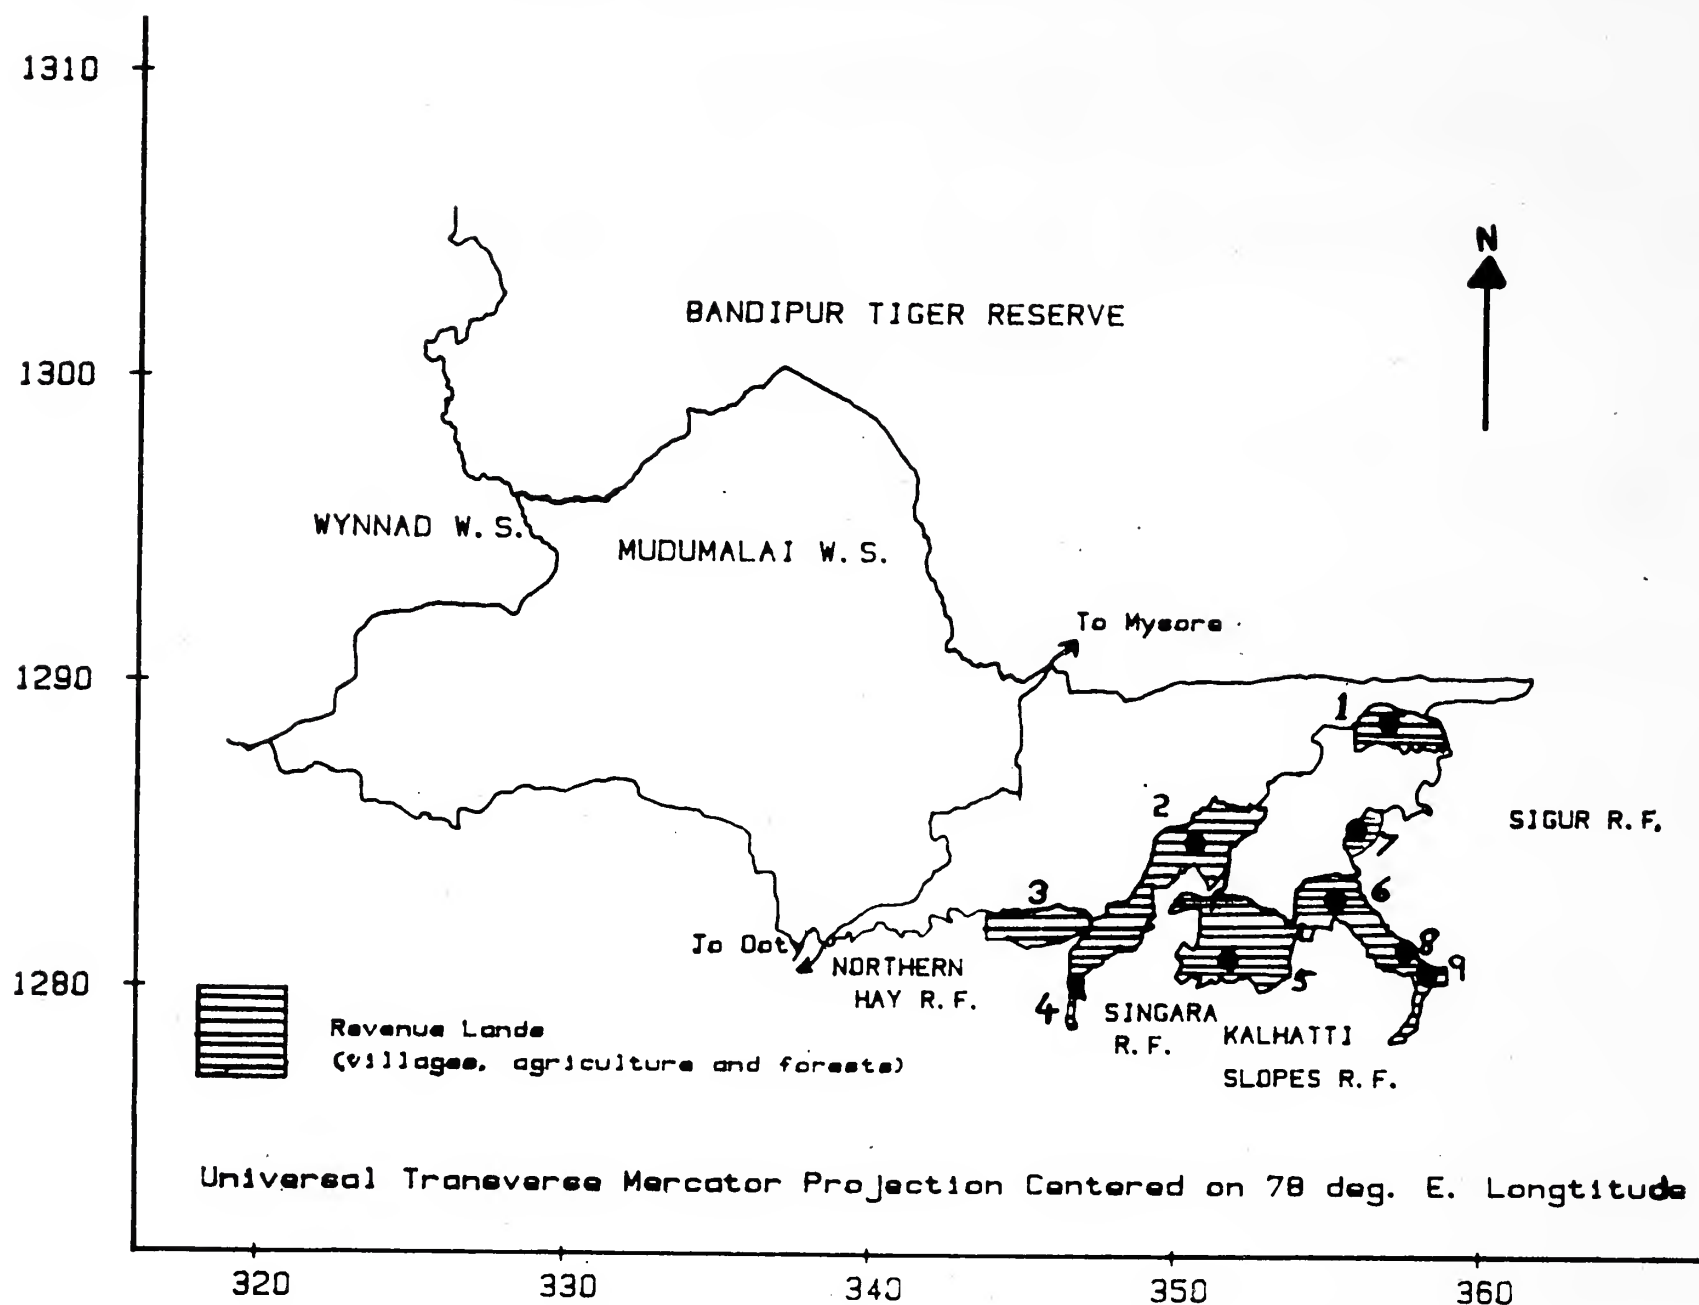 1310
N
BANDIPUR TIGER RESERVE
1300
WYNNAD W. S.
MUDUMALAI W. S.
To Mysore
1290
1
2
SIGUR R. F.
7
3
6
To Oot
8
9
NORTHERN
HAY R. F.
1280
5
4
SINGARA
R. F.
KALHATTI
SLOPES R. F.
Revenue Lands
(villages, agriculture and forests)
Universal Transverse Mercator Projection Centered on 78 deg. E. Longtitude
320
330
340
350
360